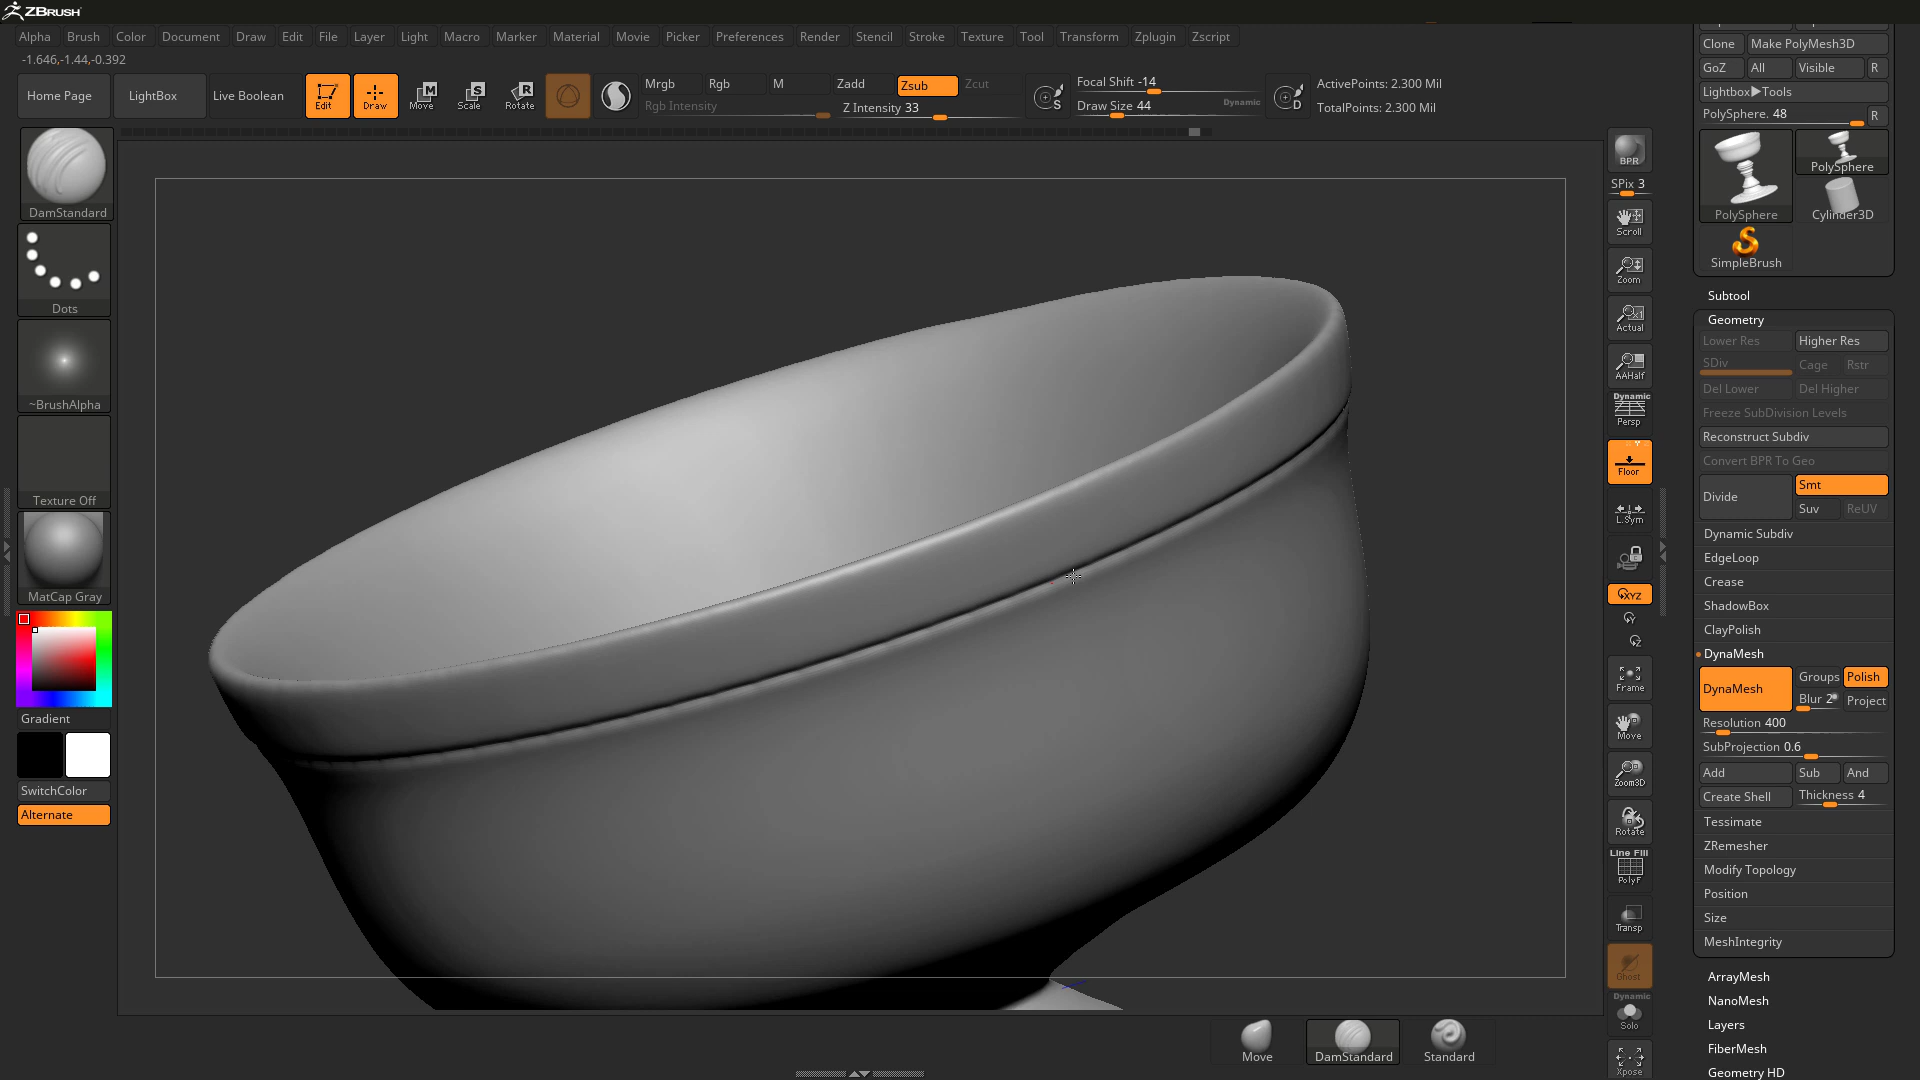 ZBRUSH
Alpha Brush Color Document Draw Edit File Layer Light Macro Marker Material Movie Picker Preferences Render Stencil Stroke Texture Tool Transform Zplugin Zscript
-1.646,-1.44,-0.392
Home Page LightBox Live Boolean Edit Draw Move Scale Rotate
Mrgb Rgb M Zadd Zsub Zcut
Rgb Intensity Z Intensity 33
S Focal Shift -14
Draw Size 44 Dynamic
D ActivePoints: 2.300 Mil
TotalPoints: 2.300 Mil
DamStandard
Dots
~BrushAlpha
Texture Off
MatCap Gray
Gradient
SwitchColor
Alternate
BPR
SPix 3
Scroll
Zoom
Actual
AAHalf
Dynamic
Persp
Floor
L.Sym
XYZ
Y
Z
Frame
Move
Zoom3D
Rotate
Line Fill
PolyF
Transp
Ghost
Dynamic
Solo
Xpose
Move DamStandard Standard
Clone Make PolyMesh3D
GoZ All Visible R
Lightbox▶Tools
PolySphere. 48 R
PolySphere PolySphere
Cylinder3D
SimpleBrush
Subtool
Geometry
Lower Res Higher Res
SDiv Cage Rstr
Del Lower Del Higher
Freeze SubDivision Levels
Reconstruct Subdiv
Convert BPR To Geo
Divide Smt
Suv ReUV
Dynamic Subdiv
EdgeLoop
Crease
ShadowBox
ClayPolish
DynaMesh
DynaMesh Groups Polish
Blur 2 Project
Resolution 400
SubProjection 0.6
Add Sub And
Create Shell Thickness 4
Tessimate
ZRemesher
Modify Topology
Position
Size
MeshIntegrity
ArrayMesh
NanoMesh
Layers
FiberMesh
Geometry HD